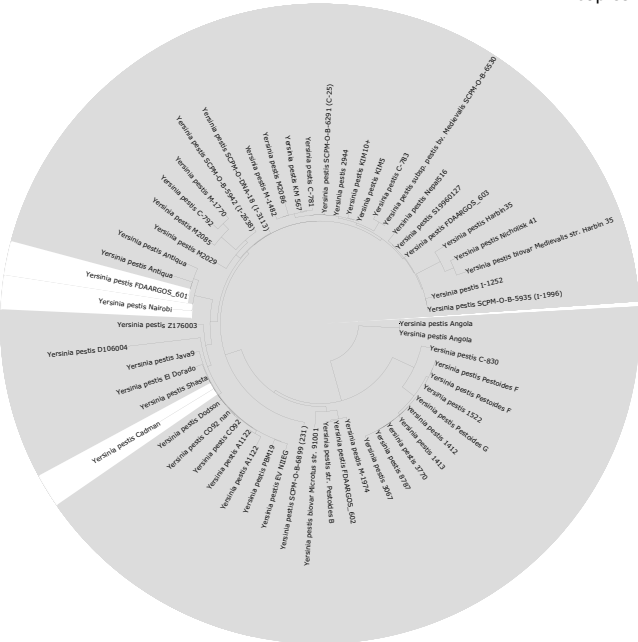 Yersinia pestis SCPM-O-B-6291 (C-25)
Yersinia pestis 2944
Yersinia pestis KIM10+
Yersinia pestis KIM5
Yersinia pestis C-783
Yersinia pestis subsp. pestis bv. Medievalis SCPM-O-B-6530
Yersinia pestis Nepal516
Yersinia pestis S19960127
Yersinia pestis FDAARGOS_603
Yersinia pestis Harbin35
Yersinia pestis Nicholisk 41
Yersinia pestis biovar Medievalis str. Harbin 35
Yersinia pestis I-1252
Yersinia pestis SCPM-O-B-5935 (I-1996)
Yersinia pestis Angola
Yersinia pestis Angola
Yersinia pestis C-830
Yersinia pestis Pestoides F
Yersinia pestis Pestoides F
Yersinia pestis 1522
Yersinia pestis Pestoides G
Yersinia pestis 1412
Yersinia pestis 1413
Yersinia pestis 3770
Yersinia pestis 8787
Yersinia pestis 3067
Yersinia pestis M-1974
Yersinia pestis FDAARGOS_602
Yersinia pestis str. Pestoides B
Yersinia pestis biovar Microtus str. 91001
Yersinia pestis SCPM-O-B-6899 (231)
Yersinia pestis EV NIIEG
Yersinia pestis PBM19
Yersinia pestis A1122
Yersinia pestis A1122
Yersinia pestis CO92
Yersinia pestis CO92 nan
Yersinia pestis Dodson
Yersinia pestis Cadman
Yersinia pestis Shasta
Yersinia pestis El Dorado
Yersinia pestis Java9
Yersinia pestis D106004
Yersinia pestis Z176003
Yersinia pestis Nairobi
Yersinia pestis FDAARGOS_601
Yersinia pestis Antiqua
Yersinia pestis Antiqua
Yersinia pestis M2029
Yersinia pestis M2085
Yersinia pestis C-792
Yersinia pestis M-1770
Yersinia pestis SCPM-O-B-5942 (I-2638)
Yersinia pestis SCPM-O-DNA-18 (I-3113)
Yersinia pestis M-1482
Yersinia pestis M2086
Yersinia pestis KM 567
Yersinia pestis C-781